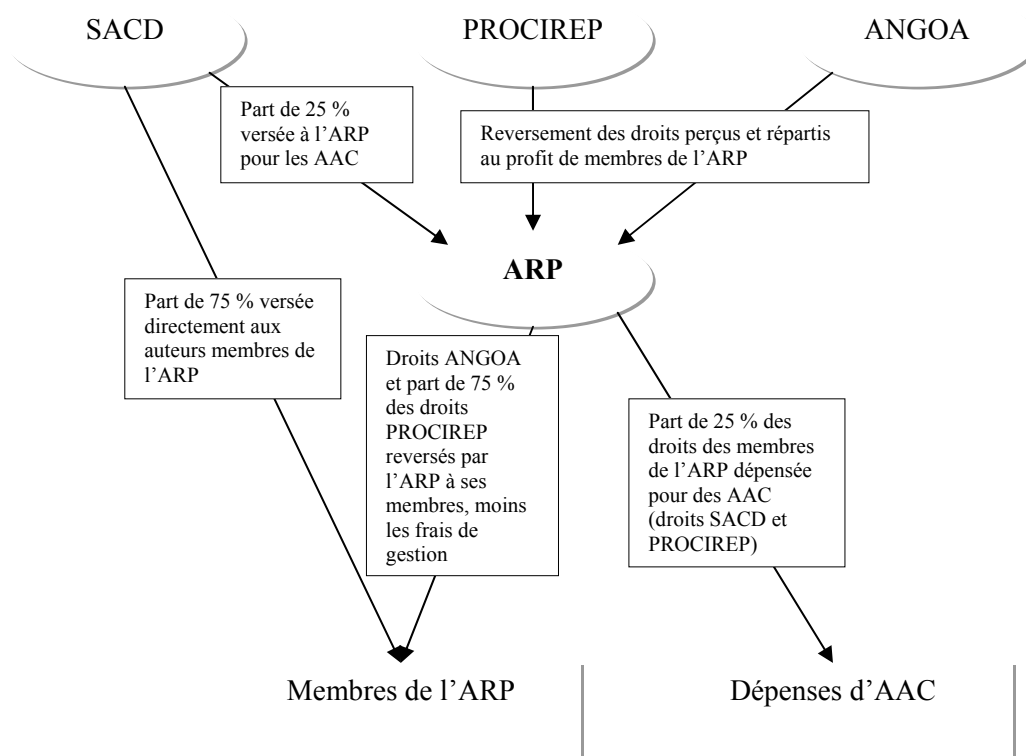 SACD
PROCIREP
ANGOA
Part de 25 %
versée à l’ARP
pour les AAC
Reversement des droits perçus et répartis
au profit de membres de l’ARP
ARP
Part de 75 % versée
directement aux
auteurs membres de
l’ARP
Droits ANGOA
et part de 75 %
des droits
PROCIREP
reversés par
l’ARP à ses
membres, moins
les frais de
gestion
Part de 25 % des
droits des membres
de l’ARP dépensée
pour des AAC
(droits SACD et
PROCIREP)
Membres de l’ARP
Dépenses d’AAC